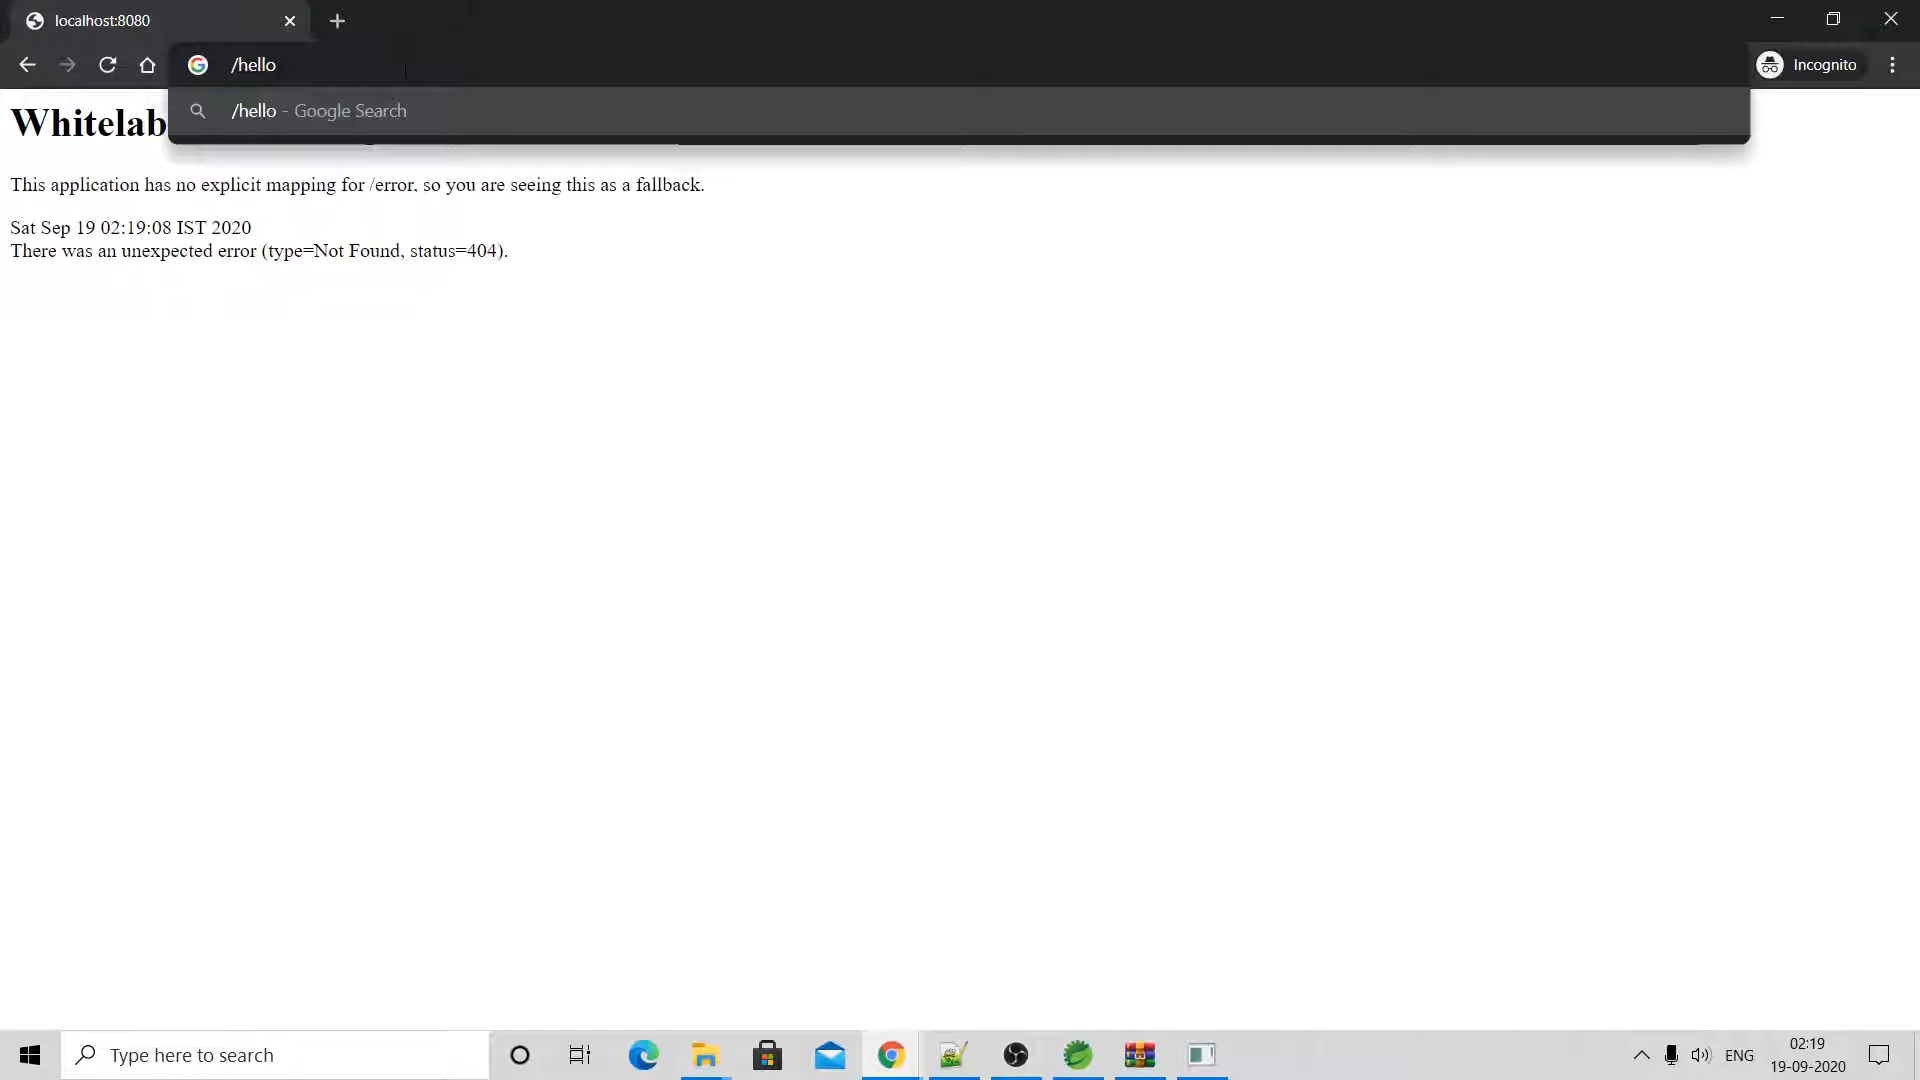 localhost:8080
/hello
Incognito
/hello - Google Search
Whitelab
This application has no explicit mapping for /error, so you are seeing this as a fallback.
Sat Sep 19 02:19:08 IST 2020
There was an unexpected error (type=Not Found, status=404).
Type here to search
ENG
02:19
19-09-2020